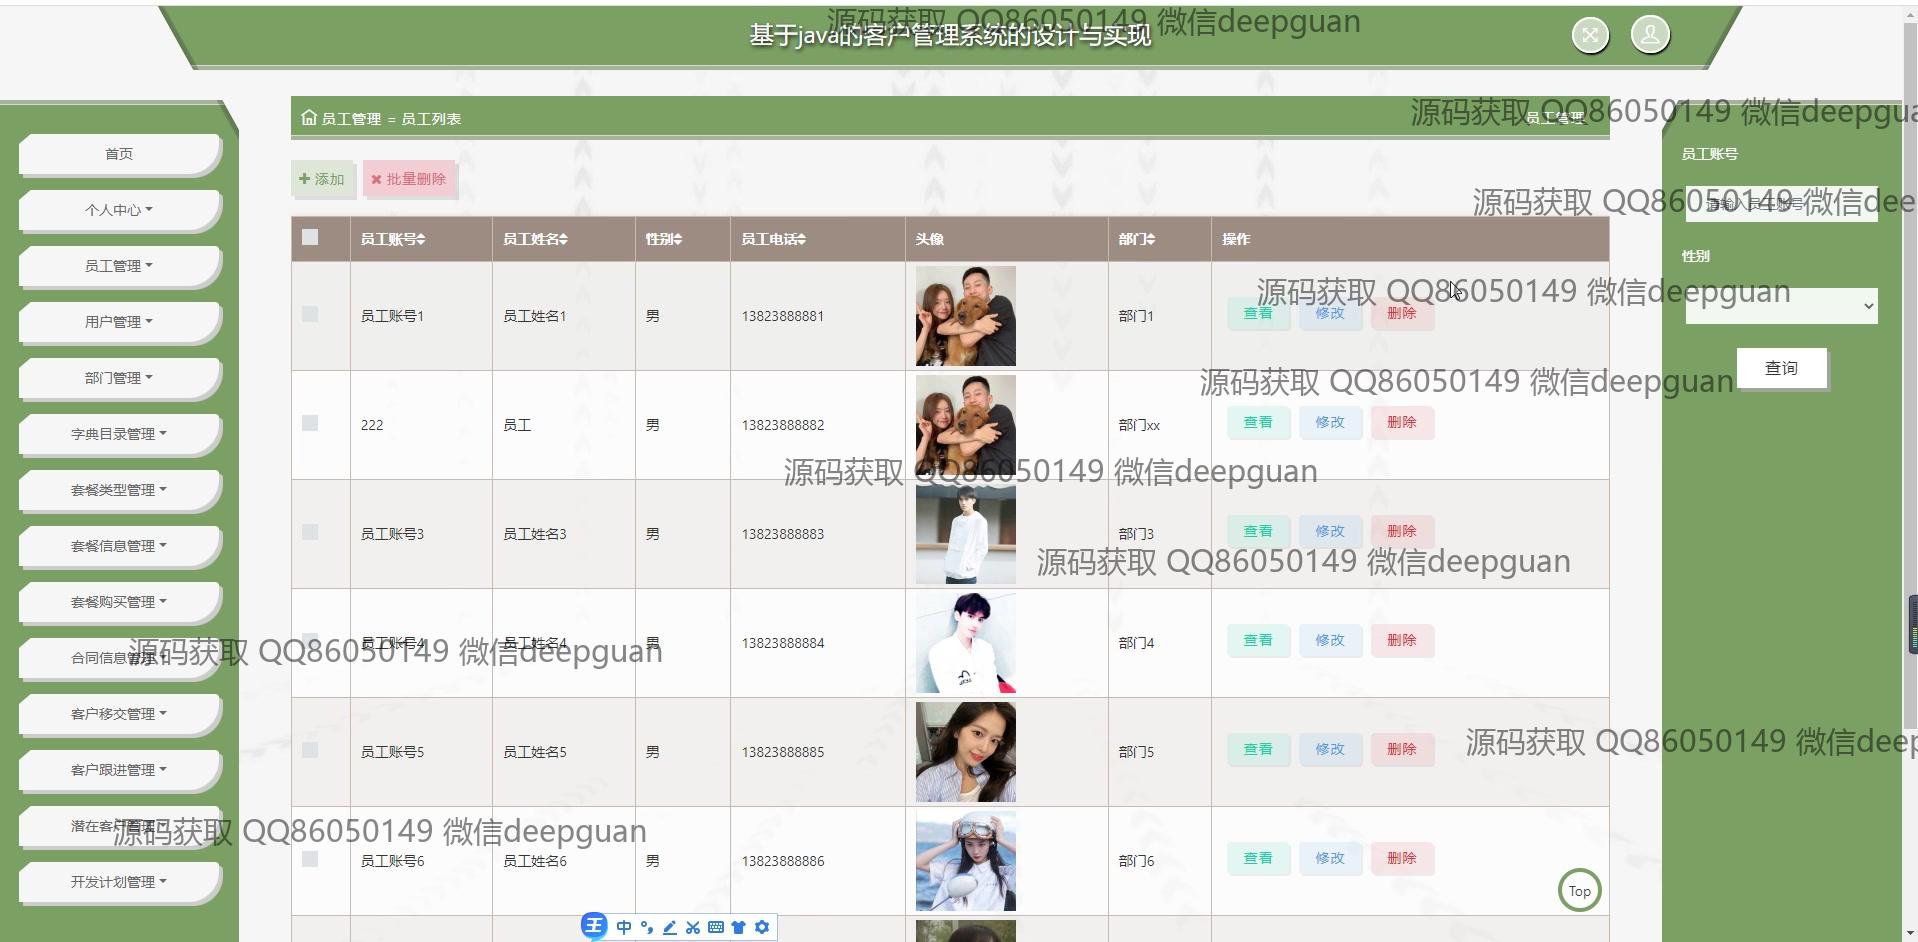 基于java的客户管理系统的设计与实现
源码获取 QQ86050149 微信deepguan
员工管理 = 员工列表
员工管理
源码获取 QQ86050149 微信deepgua
首页
个人中心
员工管理
用户管理
部门管理
字典目录管理
套餐类型管理
套餐信息管理
套餐购买管理
合同信息管理
客户移交管理
客户跟进管理
潜在客户管理
开发计划管理
添加 批量删除
员工账号 员工姓名 性别 员工电话 头像 部门 操作
员工账号1 员工姓名1 男 13823888881 部门1 查看 修改 删除
222 员工 男 13823888882 部门xx 查看 修改 删除
员工账号3 员工姓名3 男 13823888883 部门3 查看 修改 删除
员工账号4 员工姓名4 男 13823888884 部门4 查看 修改 删除
员工账号5 员工姓名5 男 13823888885 部门5 查看 修改 删除
员工账号6 员工姓名6 男 13823888886 部门6 查看 修改 删除
员工账号
请输入员工账号
源码获取 QQ86050149 微信dee
性别
查询
源码获取 QQ86050149 微信deepguan
源码获取 QQ86050149 微信deepguan
源码获取 QQ86050149 微信deepguan
源码获取 QQ86050149 微信deepguan
源码获取 QQ86050149 微信deepguan
源码获取 QQ86050149 微信deep
源码获取 QQ86050149 微信deepguan
Top
王 中